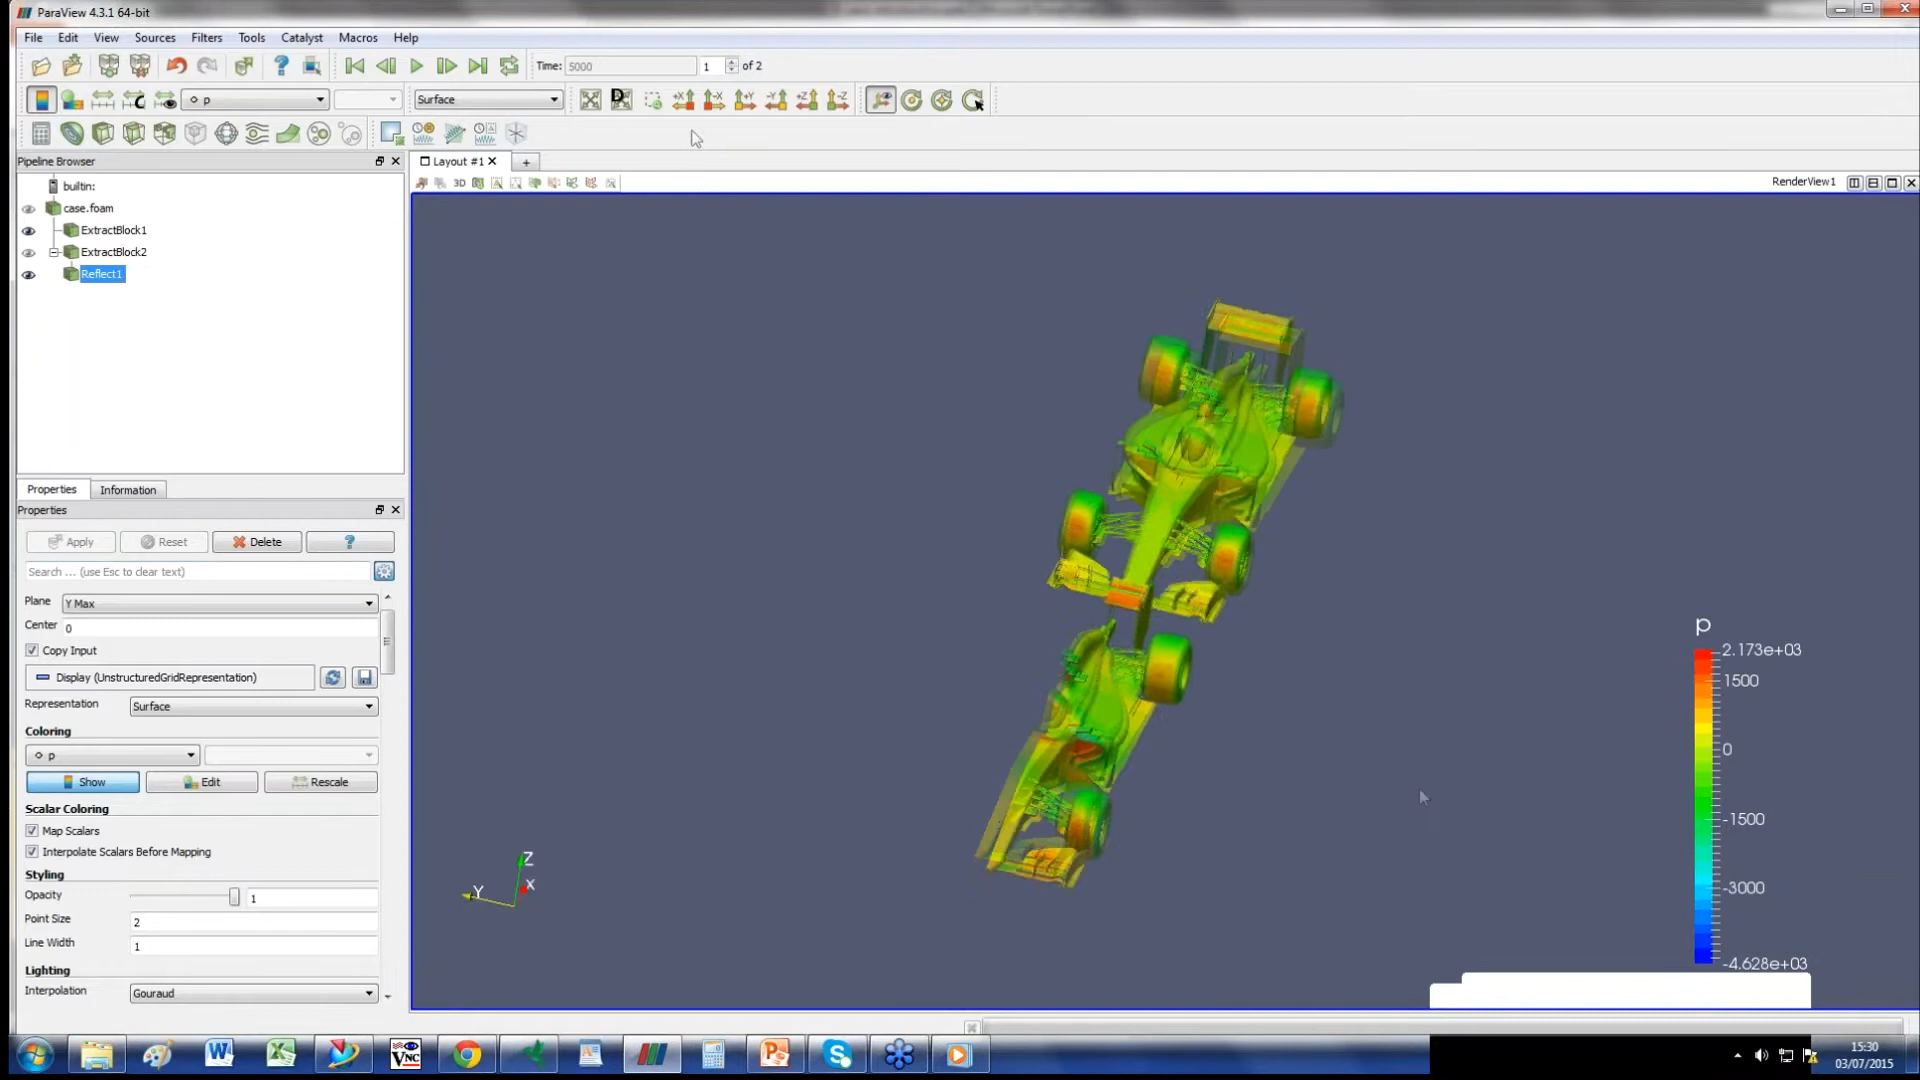 ParaView 4.3.1 64-bit
File Edit View Sources Filters Tools Catalyst Macros Help
Time: 5000 1 of 2
p Surface D +X -X +Y -Y +Z -Z
Pipeline Browser
Layout #1
3D
RenderView1
builtin:
case.foam
ExtractBlock1
ExtractBlock2
Reflect1
Properties Information
Properties
Apply Reset Delete ?
Search ... (use Esc to clear text)
Plane Y Max
Center 0
Copy Input
Display (UnstructuredGridRepresentation)
Representation Surface
Coloring
p
Show Edit Rescale
Scalar Coloring
Map Scalars
Interpolate Scalars Before Mapping
Styling
Opacity 1
Point Size 2
Line Width 1
Lighting
Interpolation Gouraud
Z
Y X
p
2.173e+03
1500
0
-1500
-3000
-4.628e+03
VNC
15:30
03/07/2015